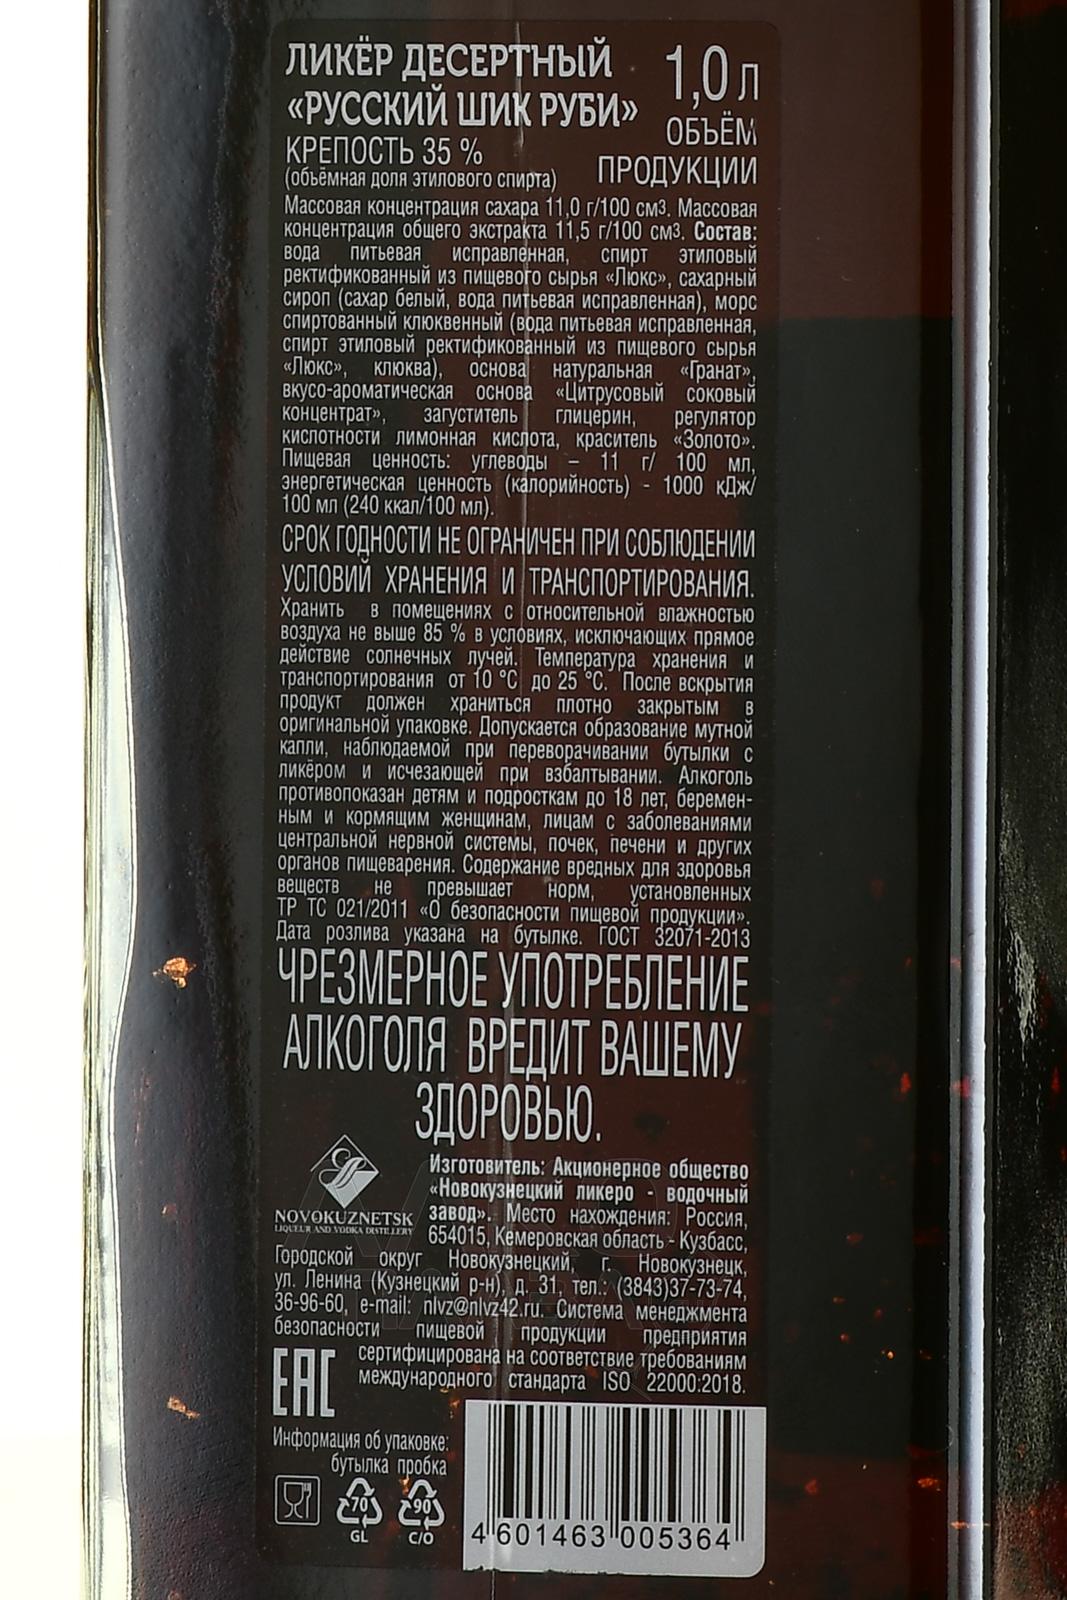 ЛИКЁР ДЕСЕРТНЫЙ
«РУССКИЙ ШИК РУБИ»
КРЕПОСТЬ 35 %
(объёмная доля этилового спирта)
1,0 л
ОБЪЁМ
ПРОДУКЦИИ
Массовая концентрация сахара 11,0 г/100 см³. Массовая
концентрация общего экстракта 11,5 г/100 см³. Состав:
вода питьевая исправленная, спирт этиловый
ректификованный из пищевого сырья «Люкс», сахарный
сироп (сахар белый, вода питьевая исправленная), морс
спиртованный клюквенный (вода питьевая исправленная,
спирт этиловый ректификованный из пищевого сырья
«Люкс», клюква), основа натуральная «Гранат»,
вкусо-ароматическая основа «Цитрусовый соковый
концентрат», загуститель глицерин, регулятор
кислотности лимонная кислота, краситель «Золото».
Пищевая ценность: углеводы – 11 г/ 100 мл,
энергетическая ценность (калорийность) - 1000 кДж/
100 мл (240 ккал/100 мл).
СРОК ГОДНОСТИ НЕ ОГРАНИЧЕН ПРИ СОБЛЮДЕНИИ
УСЛОВИЙ ХРАНЕНИЯ И ТРАНСПОРТИРОВАНИЯ.
Хранить в помещениях с относительной влажностью
воздуха не выше 85 % в условиях, исключающих прямое
действие солнечных лучей. Температура хранения и
транспортирования от 10 °С до 25 °С. После вскрытия
продукт должен храниться плотно закрытым в
оригинальной упаковке. Допускается образование мутной
капли, наблюдаемой при переворачивании бутылки с
ликёром и исчезающей при взбалтывании. Алкоголь
противопоказан детям и подросткам до 18 лет, беремен-
ным и кормящим женщинам, лицам с заболеваниями
центральной нервной системы, почек, печени и других
органов пищеварения. Содержание вредных для здоровья
веществ не превышает норм, установленных
ТР ТС 021/2011 «О безопасности пищевой продукции».
Дата розлива указана на бутылке. ГОСТ 32071-2013
ЧРЕЗМЕРНОЕ УПОТРЕБЛЕНИЕ
АЛКОГОЛЯ ВРЕДИТ ВАШЕМУ
ЗДОРОВЬЮ.
NOVOKUZNETSK
LIQUEUR AND VODKA DISTILLERY
Изготовитель: Акционерное общество
«Новокузнецкий ликеро - водочный
завод». Место нахождения: Россия,
654015, Кемеровская область - Кузбасс,
Городской округ Новокузнецкий, г. Новокузнецк,
ул. Ленина (Кузнецкий р-н), д. 31, тел.: (3843)37-73-74,
36-96-60, e-mail: nlvz@nlvz42.ru. Система менеджмента
безопасности пищевой продукции предприятия
сертифицирована на соответствие требованиям
международного стандарта ISO 22000:2018.
EAC
Информация об упаковке:
бутылка пробка
70
GL
90
C/O
4 601463 005364